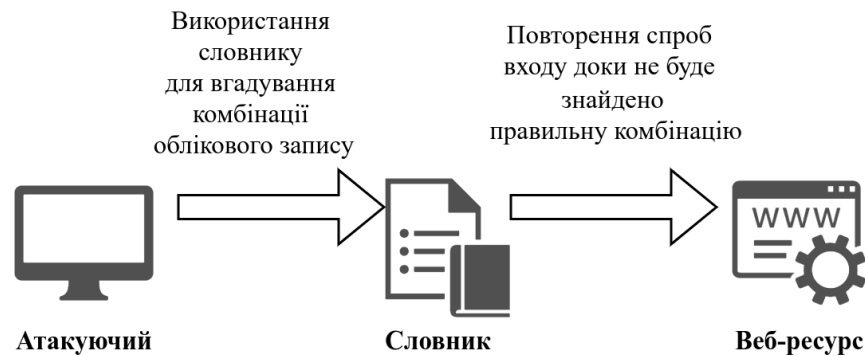 Використання
словнику
для вгадування
комбінації
облікового запису
Повторення спроб
входу доки не буде
знайдено
правильну комбінацію
WWW
Атакуючий
Словник
Веб-ресурс